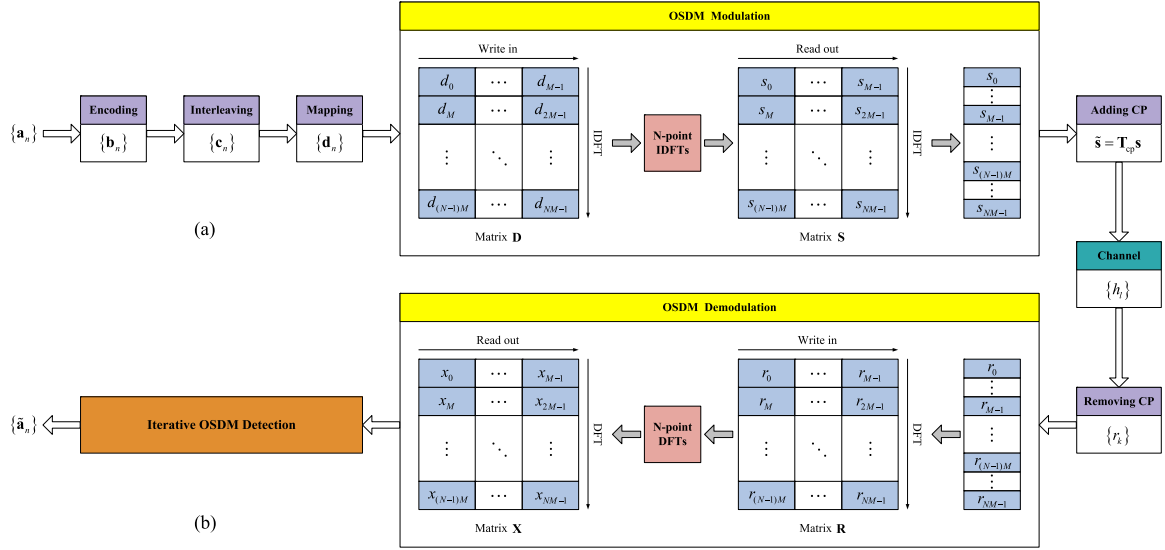 OSDM Modulation
Write in
Read out
d_0 ⋯ d_{M−1}
d_M ⋯ d_{2M−1}
⋮ ⋱ ⋮
d_{(N−1)M} ⋯ d_{NM−1}
IDFT
Matrix D
N-point
IDFTs
s_0 ⋯ s_{M−1}
s_M ⋯ s_{2M−1}
⋮ ⋱ ⋮
s_{(N−1)M} ⋯ s_{NM−1}
IDFT
Matrix S
s_0
⋮
s_{M−1}
⋮
s_{(N−1)M}
⋮
s_{NM−1}
{a_n}
Encoding
{b_n}
Interleaving
{c_n}
Mapping
{d_n}
(a)
Adding CP
s̃ = T_{cp}s
Channel
{h_l}
Removing CP
{r_k}
OSDM Demodulation
Read out
Write in
x_0 ⋯ x_{M−1}
x_M ⋯ x_{2M−1}
⋮ ⋱ ⋮
x_{(N−1)M} ⋯ x_{NM−1}
DFT
Matrix X
N-point
DFTs
r_0 ⋯ r_{M−1}
r_M ⋯ r_{2M−1}
⋮ ⋱ ⋮
r_{(N−1)M} ⋯ r_{NM−1}
DFT
Matrix R
r_0
⋮
r_{M−1}
⋮
r_{(N−1)M}
⋮
r_{NM−1}
{ã_n}
Iterative OSDM Detection
(b)